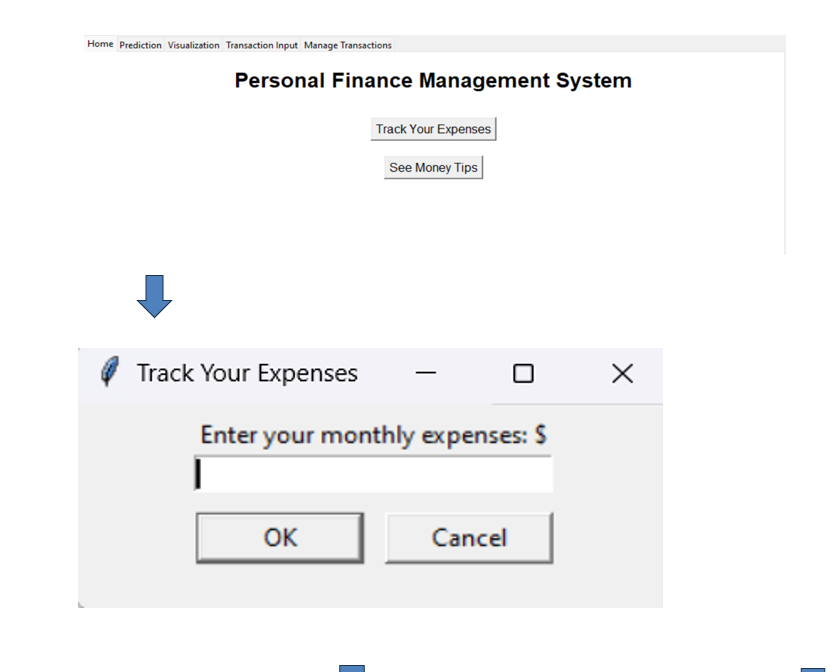 Home Prediction Visualization Transaction Input Manage Transactions
Personal Finance Management System
Track Your Expenses
See Money Tips
Track Your Expenses
Enter your monthly expenses: $
OK Cancel